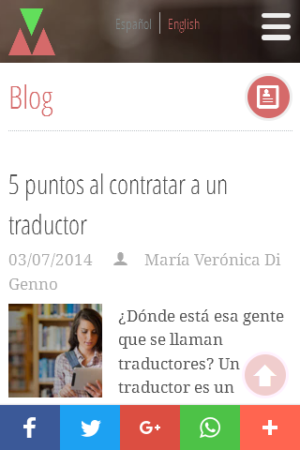 Español | English
Blog
5 puntos al contratar a un
traductor
03/07/2014 María Verónica Di
Genno
¿Dónde está esa gente
que se llaman
traductores? Un
traductor es un